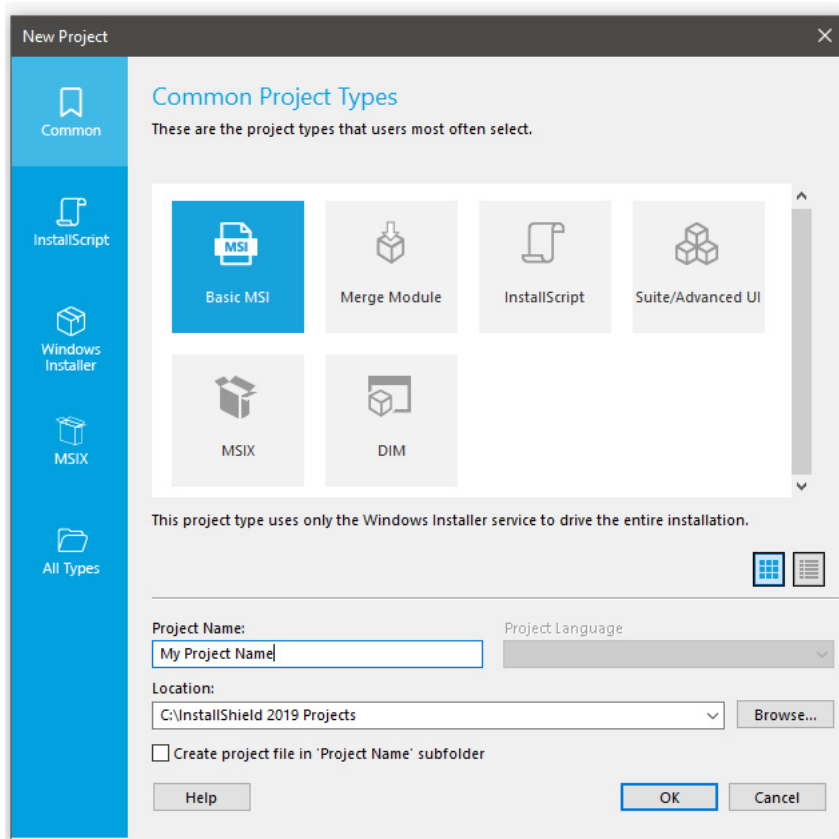 New Project
Common
InstallScript
Windows
Installer
MSIX
All Types
Common Project Types
These are the project types that users most often select.
MSI
Basic MSI
Merge Module
InstallScript
Suite/Advanced UI
MSIX
DIM
This project type uses only the Windows Installer service to drive the entire installation.
Project Name:
Project Language
My Project Name
Location:
C:\InstallShield 2019 Projects
Browse...
Create project file in 'Project Name' subfolder
Help
OK
Cancel